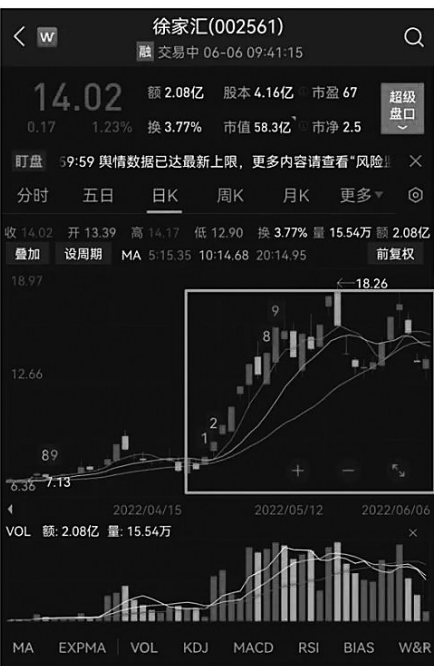 W
徐家汇(002561)
融 交易中 06-06 09:41:15
14.02
额 2.08亿 股本 4.16亿 市盈 67
0.17 1.23% 换 3.77% 市值 58.3亿 市净 2.5
超级
盘口
盯盘 59:59 舆情数据已达最新上限，更多内容请查看“风险
分时 五日 日K 周K 月K 更多
收 14.02 开 13.39 高 14.17 低 12.90 换 3.77% 量 15.54万 额 2.08亿
叠加 设周期 MA 5:15.35 10:14.68 20:14.95 前复权
18.97
18.26
9
8
12.66
2
1
89
6.36 7.13
2022/04/15 2022/05/12 2022/06/06
VOL 额: 2.08亿 量: 15.54万
MA EXPMA VOL KDJ MACD RSI BIAS W&R